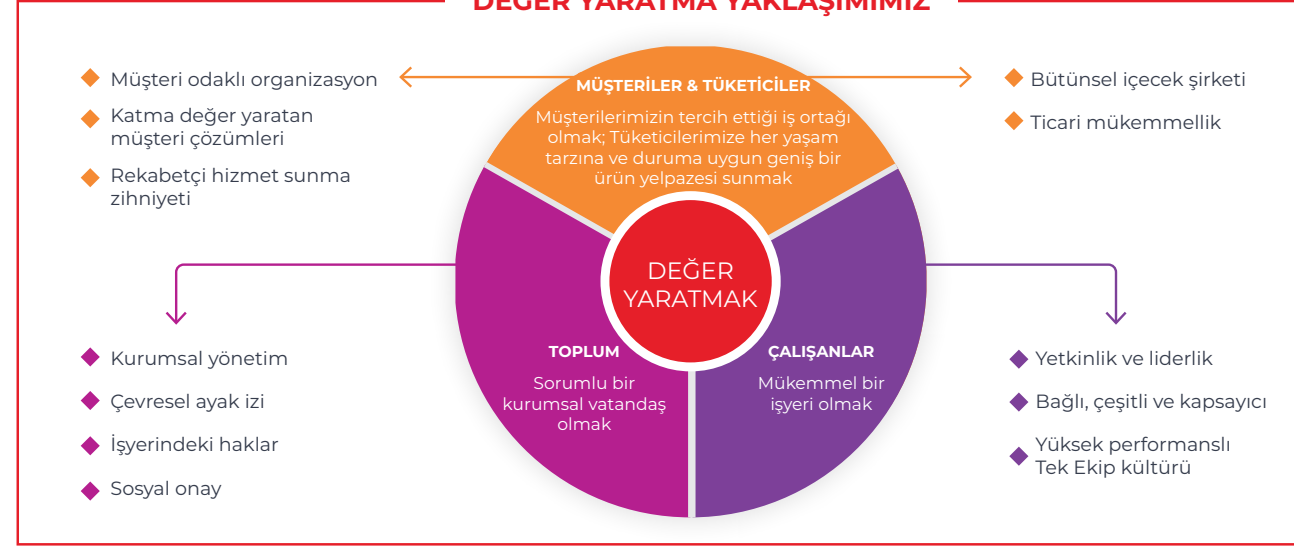 DEĞER YARATMA YAKLAŞIMIMIZ
Müşteri odaklı organizasyon
Katma değer yaratan
müşteri çözümleri
Rekabetçi hizmet sunma
zihniyeti
MÜŞTERİLER & TÜKETİCİLER
Müşterilerimizin tercih ettiği iş ortağı
olmak; Tüketicilerimize her yaşam
tarzına ve duruma uygun geniş bir
ürün yelpazesi sunmak
Bütünsel içecek şirketi
Ticari mükemmellik
DEĞER
YARATMAK
TOPLUM
Sorumlu bir
kurumsal vatandaş
olmak
ÇALIŞANLAR
Mükemmel bir
işyeri olmak
Kurumsal yönetim
Çevresel ayak izi
İşyerindeki haklar
Sosyal onay
Yetkinlik ve liderlik
Bağlı, çeşitli ve kapsayıcı
Yüksek performanslı
Tek Ekip kültürü